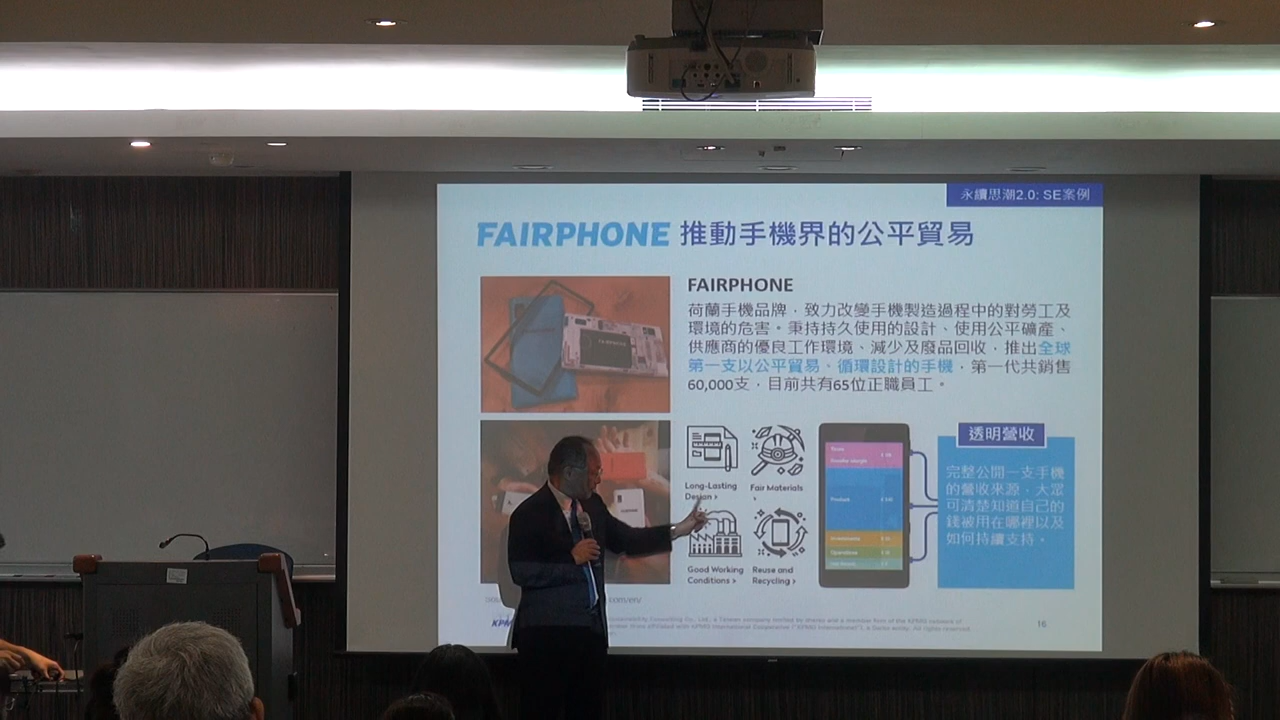 永續思潮2.0: SE案例
FAIRPHONE 推動手機界的公平貿易
FAIRPHONE
荷蘭手機品牌，致力改變手機製造過程中的對勞工及
環境的危害。秉持持久使用的設計、使用公平礦產、
供應商的優良工作環境、減少及廢品回收，推出全球
第一支以公平貿易、循環設計的手機，第一代共銷售
60,000支，目前共有65位正職員工。
FAIRPHONE
Long-Lasting
Design >
Fair Materials
>
Good Working
Conditions >
Reuse and
Recycling >
Product
Investments
Operations
透明營收
完整公開一支手機
的營收來源，大眾
可清楚知道自己的
錢被用在哪裡以及
如何持續支持。
KPM
16